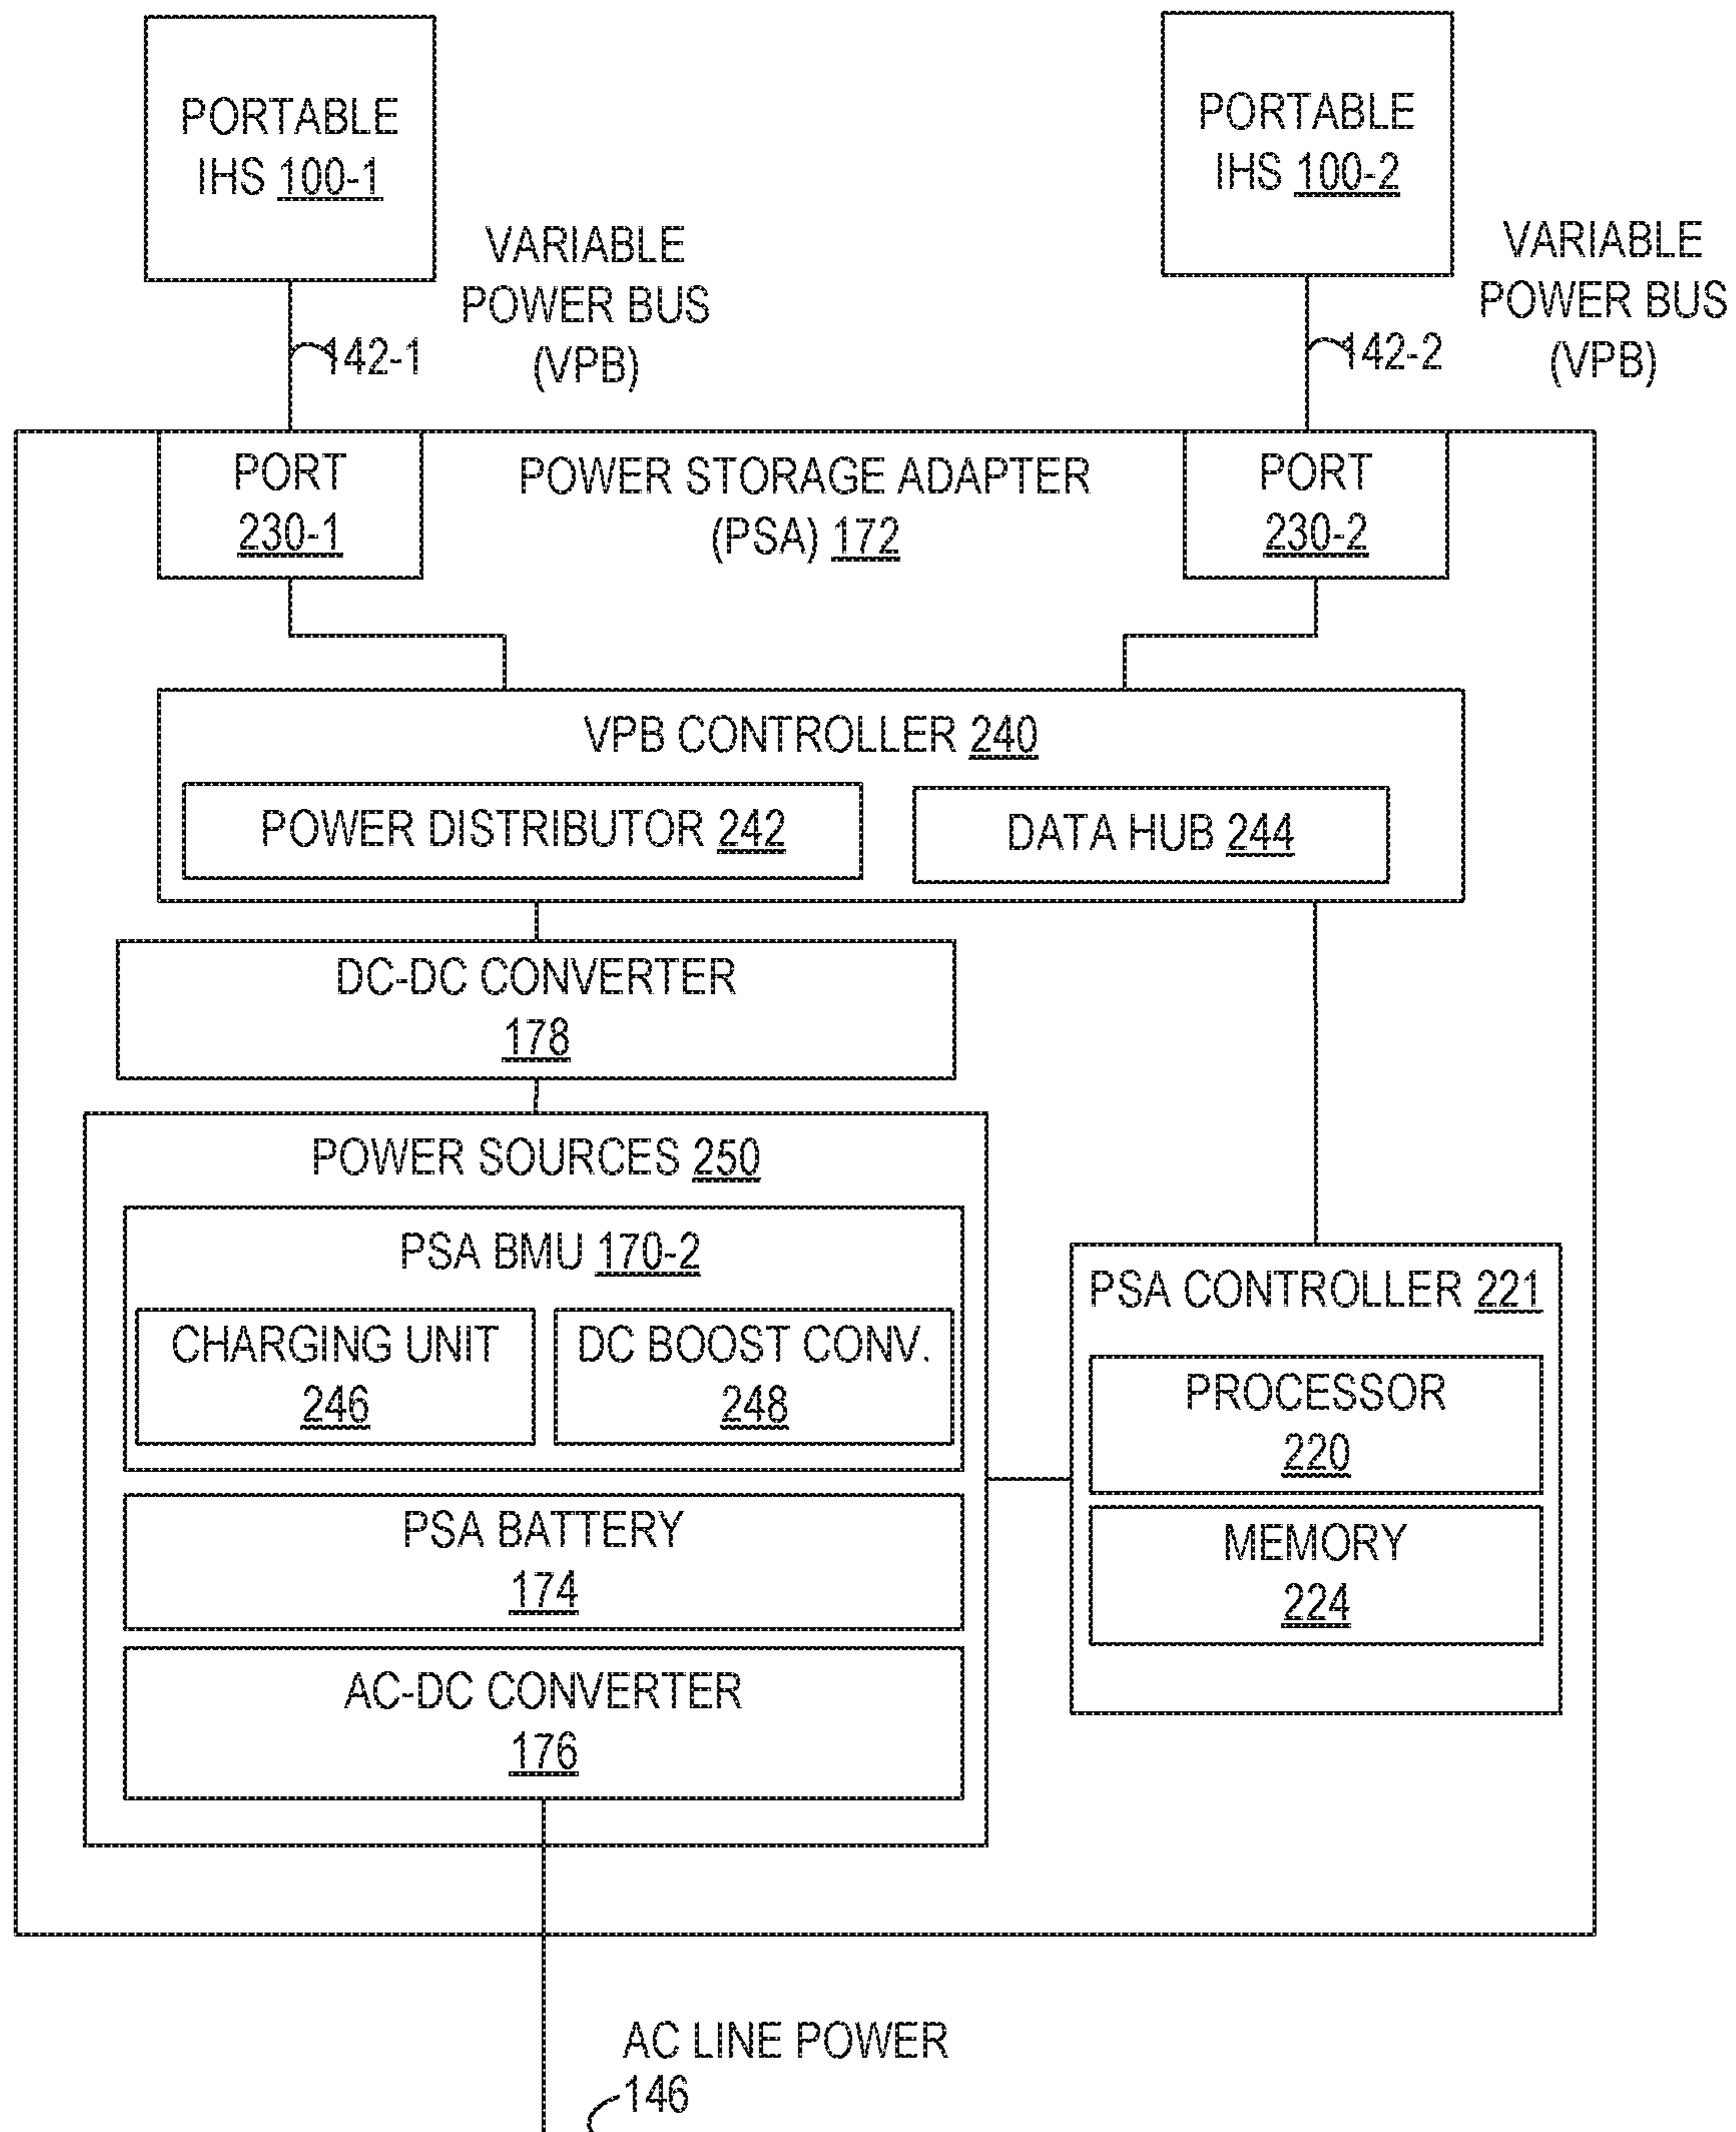 PORTABLE
IHS 100-1
PORTABLE
IHS 100-2
VARIABLE
POWER BUS
(VPB)
142-1
VARIABLE
POWER BUS
(VPB)
142-2
PORT
230-1
POWER STORAGE ADAPTER
(PSA) 172
PORT
230-2
VPB CONTROLLER 240
POWER DISTRIBUTOR 242
DATA HUB 244
DC-DC CONVERTER
178
POWER SOURCES 250
PSA BMU 170-2
CHARGING UNIT
246
DC BOOST CONV.
248
PSA BATTERY
174
AC-DC CONVERTER
176
PSA CONTROLLER 221
PROCESSOR
220
MEMORY
224
AC LINE POWER
146